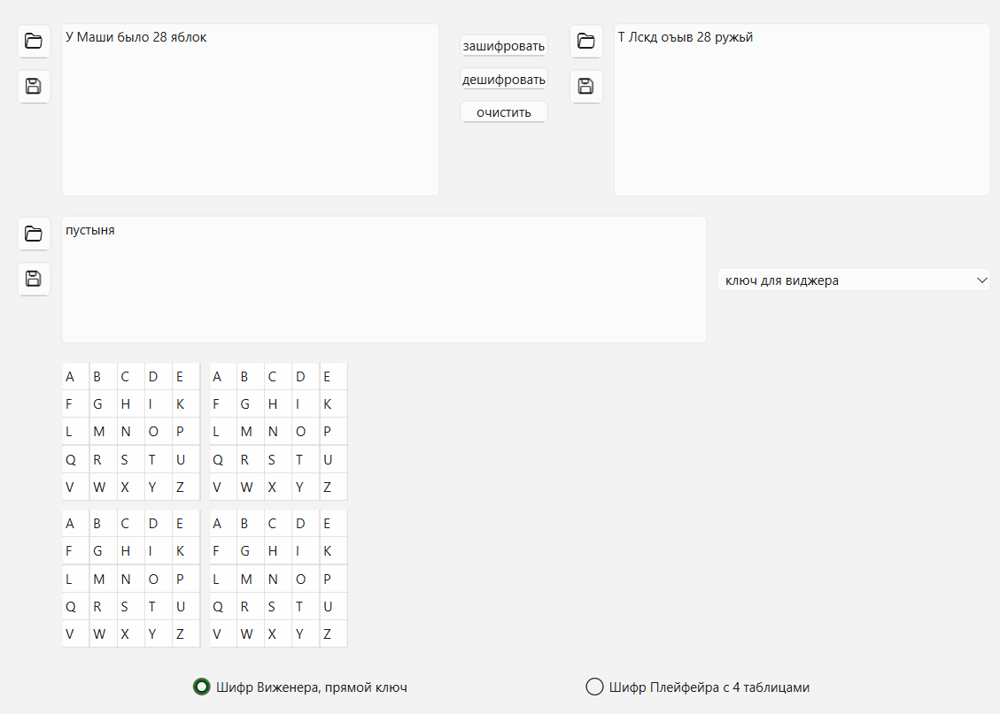 У Маши было 28 яблок
зашифровать
дешифровать
очистить
Т Лскд оъыв 28 ружьй
пустыня
ключ для виджера
A B C D E A B C D E
F G H I K F G H I K
L M N O P L M N O P
Q R S T U Q R S T U
V W X Y Z V W X Y Z
A B C D E A B C D E
F G H I K F G H I K
L M N O P L M N O P
Q R S T U Q R S T U
V W X Y Z V W X Y Z
Шифр Виженера, прямой ключ
Шифр Плейфейра с 4 таблицами